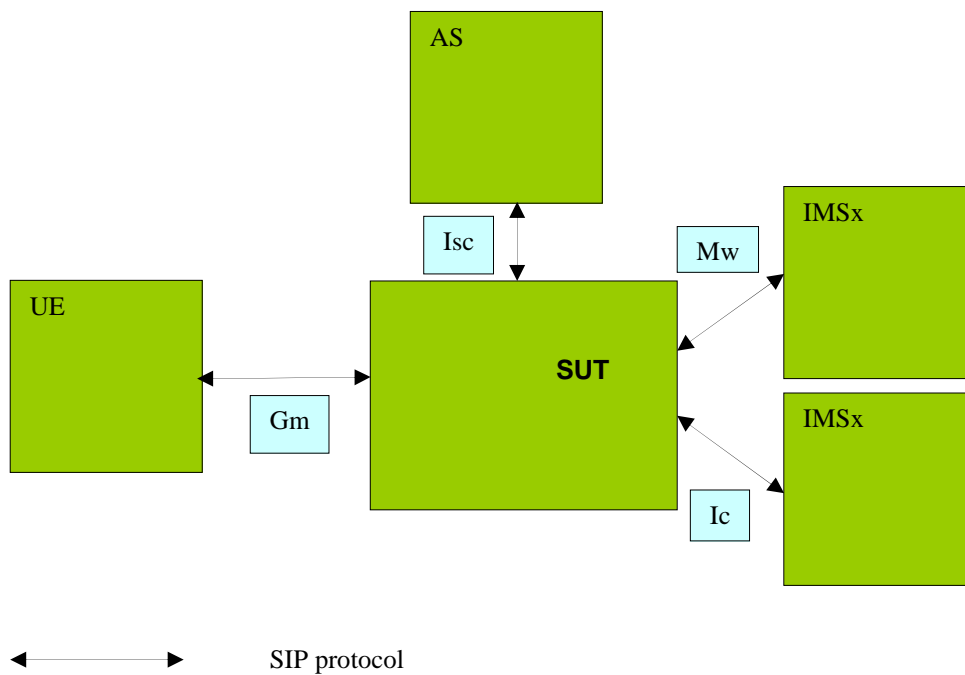 AS
Isc
Mw
IMSx
UE
SUT
Gm
IMSx
Ic
SIP protocol